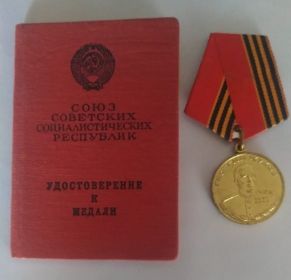 СОЮЗ
СОВЕТСКИХ
СОЦИАЛИСТИЧЕСКИХ
РЕСПУБЛИК
УДОСТОВЕРЕНИЕ
К
МЕДАЛИ